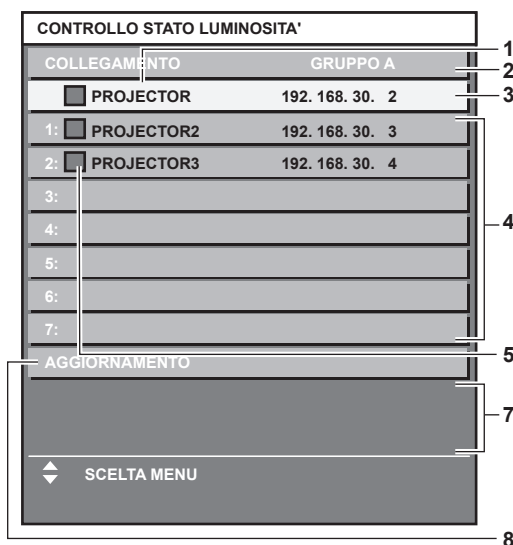 CONTROLLO STATO LUMINOSITA'
COLLEGAMENTO GRUPPO A
PROJECTOR 192. 168. 30. 2
1: PROJECTOR2 192. 168. 30. 3
2: PROJECTOR3 192. 168. 30. 4
3:
4:
5:
6:
7:
AGGIORNAMENTO
SCELTA MENU
1
2
3
4
5
7
8